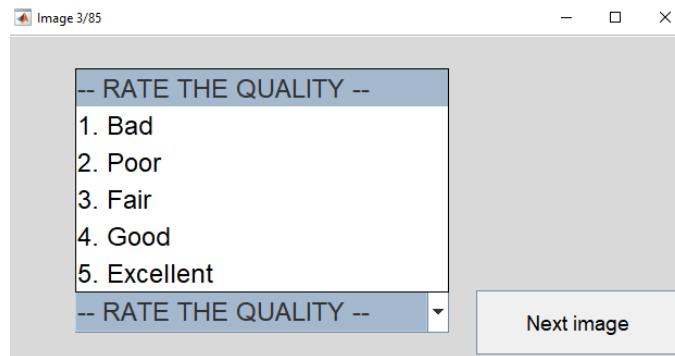 Image 3/85
-- RATE THE QUALITY --
1. Bad
2. Poor
3. Fair
4. Good
5. Excellent
-- RATE THE QUALITY --
Next image